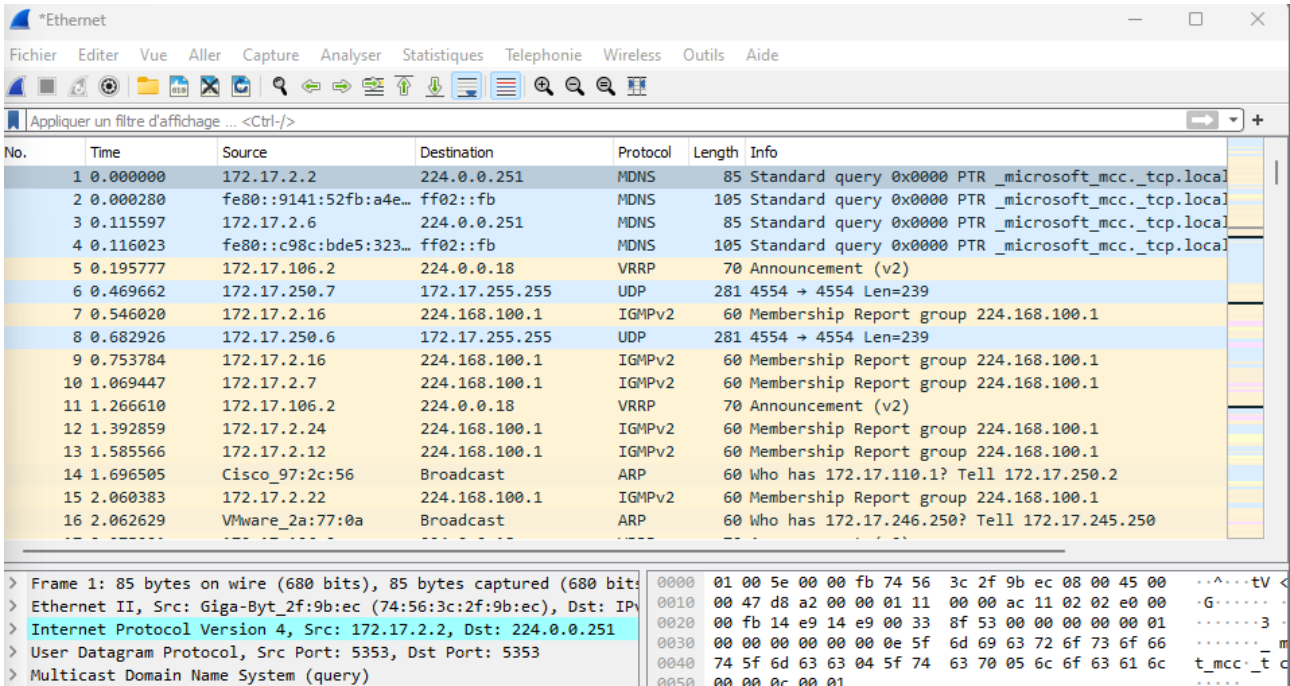 *Ethernet
Fichier Editer Vue Aller Capture Analyser Statistiques Telephonie Wireless Outils Aide
Appliquer un filtre d'affichage ... <Ctrl-/>
No. Time Source Destination Protocol Length Info
1 0.000000 172.17.2.2 224.0.0.251 MDNS 85 Standard query 0x0000 PTR _microsoft_mcc._tcp.local
2 0.000280 fe80::9141:52fb:a4e… ff02::fb MDNS 105 Standard query 0x0000 PTR _microsoft_mcc._tcp.local
3 0.115597 172.17.2.6 224.0.0.251 MDNS 85 Standard query 0x0000 PTR _microsoft_mcc._tcp.local
4 0.116023 fe80::c98c:bde5:323… ff02::fb MDNS 105 Standard query 0x0000 PTR _microsoft_mcc._tcp.local
5 0.195777 172.17.106.2 224.0.0.18 VRRP 70 Announcement (v2)
6 0.469662 172.17.250.7 172.17.255.255 UDP 281 4554 → 4554 Len=239
7 0.546020 172.17.2.16 224.168.100.1 IGMPv2 60 Membership Report group 224.168.100.1
8 0.682926 172.17.250.6 172.17.255.255 UDP 281 4554 → 4554 Len=239
9 0.753784 172.17.2.16 224.168.100.1 IGMPv2 60 Membership Report group 224.168.100.1
10 1.069447 172.17.2.7 224.168.100.1 IGMPv2 60 Membership Report group 224.168.100.1
11 1.266610 172.17.106.2 224.0.0.18 VRRP 70 Announcement (v2)
12 1.392859 172.17.2.24 224.168.100.1 IGMPv2 60 Membership Report group 224.168.100.1
13 1.585566 172.17.2.12 224.168.100.1 IGMPv2 60 Membership Report group 224.168.100.1
14 1.696505 Cisco_97:2c:56 Broadcast ARP 60 Who has 172.17.110.1? Tell 172.17.250.2
15 2.060383 172.17.2.22 224.168.100.1 IGMPv2 60 Membership Report group 224.168.100.1
16 2.062629 VMware_2a:77:0a Broadcast ARP 60 Who has 172.17.246.250? Tell 172.17.245.250
> Frame 1: 85 bytes on wire (680 bits), 85 bytes captured (680 bits
> Ethernet II, Src: Giga-Byt_2f:9b:ec (74:56:3c:2f:9b:ec), Dst: IPv
> Internet Protocol Version 4, Src: 172.17.2.2, Dst: 224.0.0.251
> User Datagram Protocol, Src Port: 5353, Dst Port: 5353
> Multicast Domain Name System (query)
0000 01 00 5e 00 00 fb 74 56 3c 2f 9b ec 08 00 45 00 ··^···tV <
0010 00 47 d8 a2 00 00 01 11 00 00 ac 11 02 02 e0 00 ·G······ ·
0020 00 fb 14 e9 14 e9 00 33 8f 53 00 00 00 00 00 01 ·······3 ·
0030 00 00 00 00 00 00 0e 5f 6d 69 63 72 6f 73 6f 66 ·······_ m
0040 74 5f 6d 63 63 04 5f 74 63 70 05 6c 6f 63 61 6c t_mcc·_t c
0050 00 00 0c 00 01 ·····